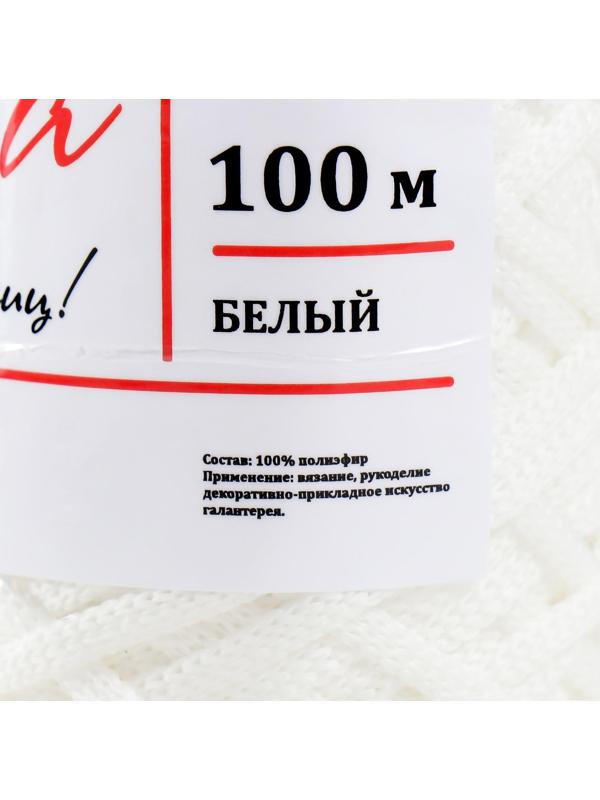 100 м
БЕЛЫЙ
Состав: 100% полиэфир
Применение: вязание, рукоделие
декоративно-прикладное искусство
галантерея.